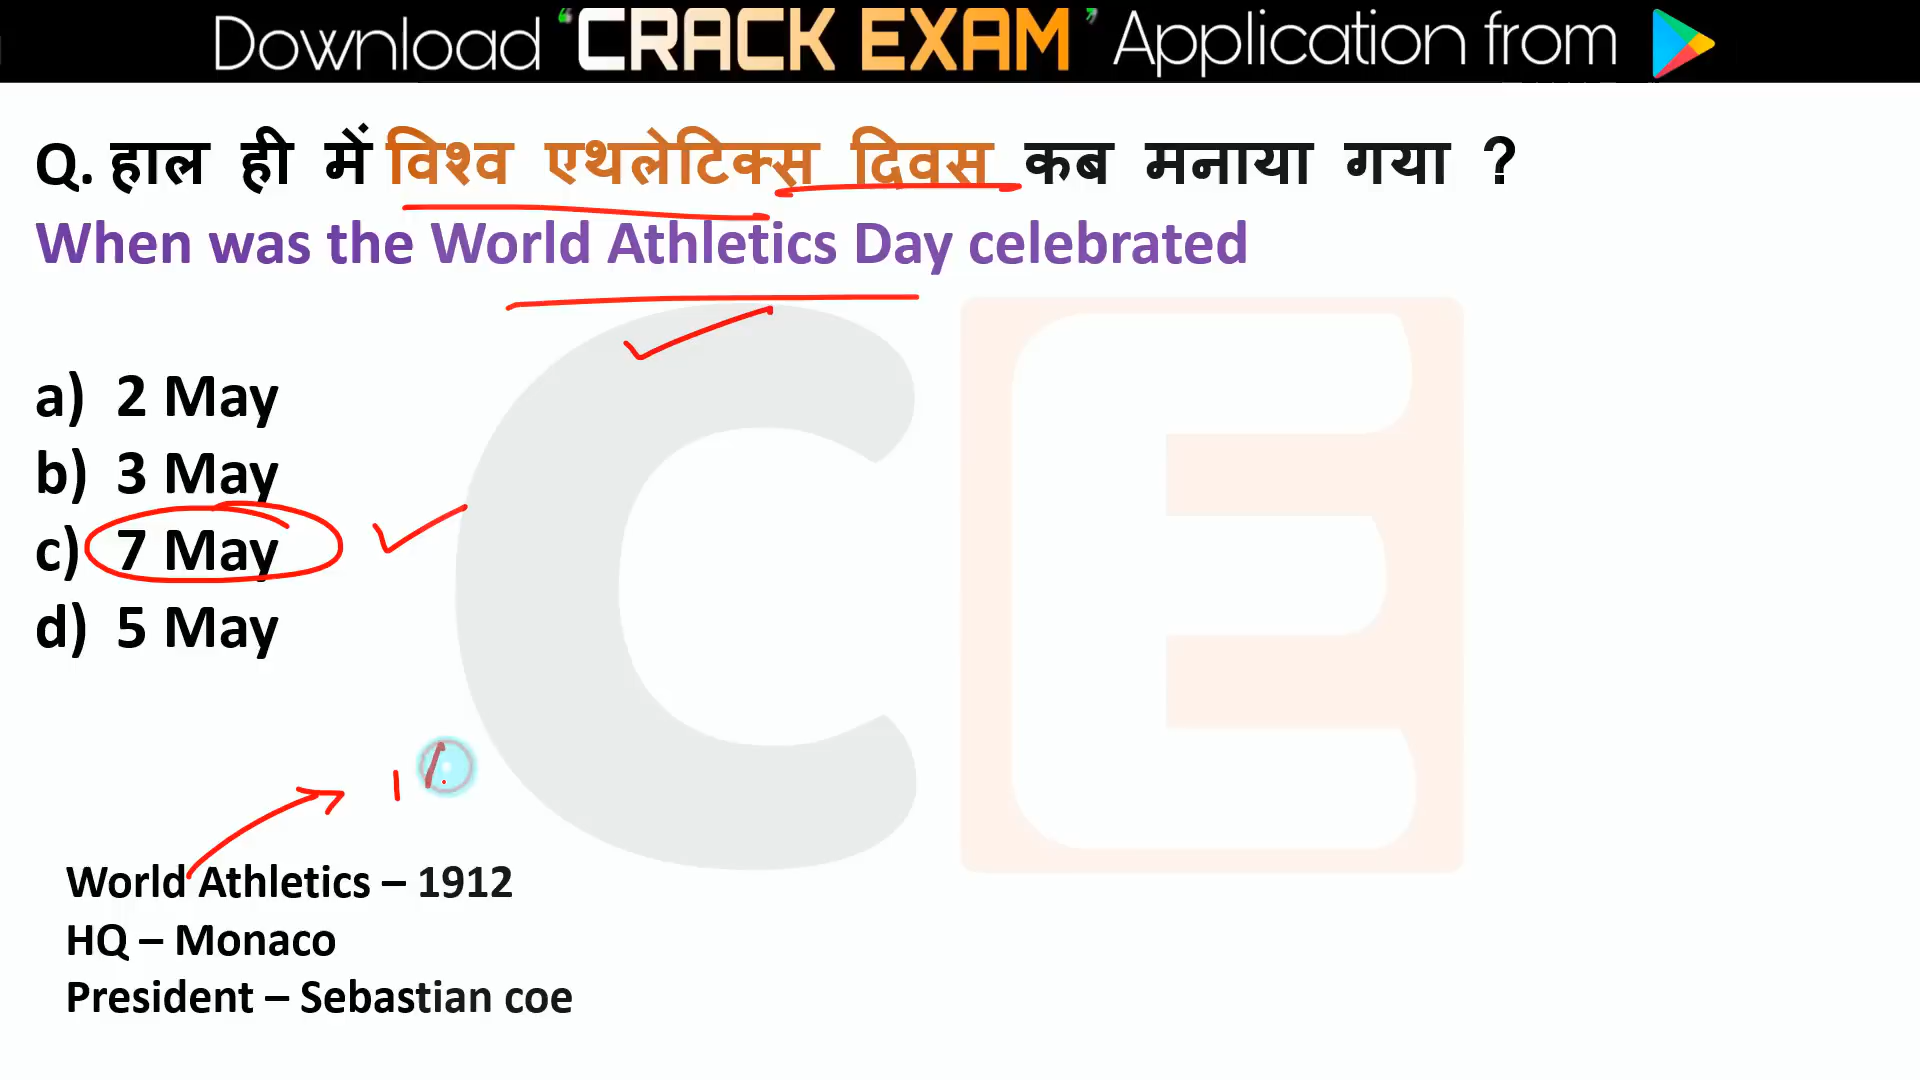 Download ‘CRACK EXAM’ Application from
Q. हाल ही में विश्व एथलेटिक्स दिवस कब मनाया गया ?
When was the World Athletics Day celebrated
a) 2 May
b) 3 May
c) 7 May
d) 5 May
World Athletics – 1912
HQ – Monaco
President – Sebastian coe
CE